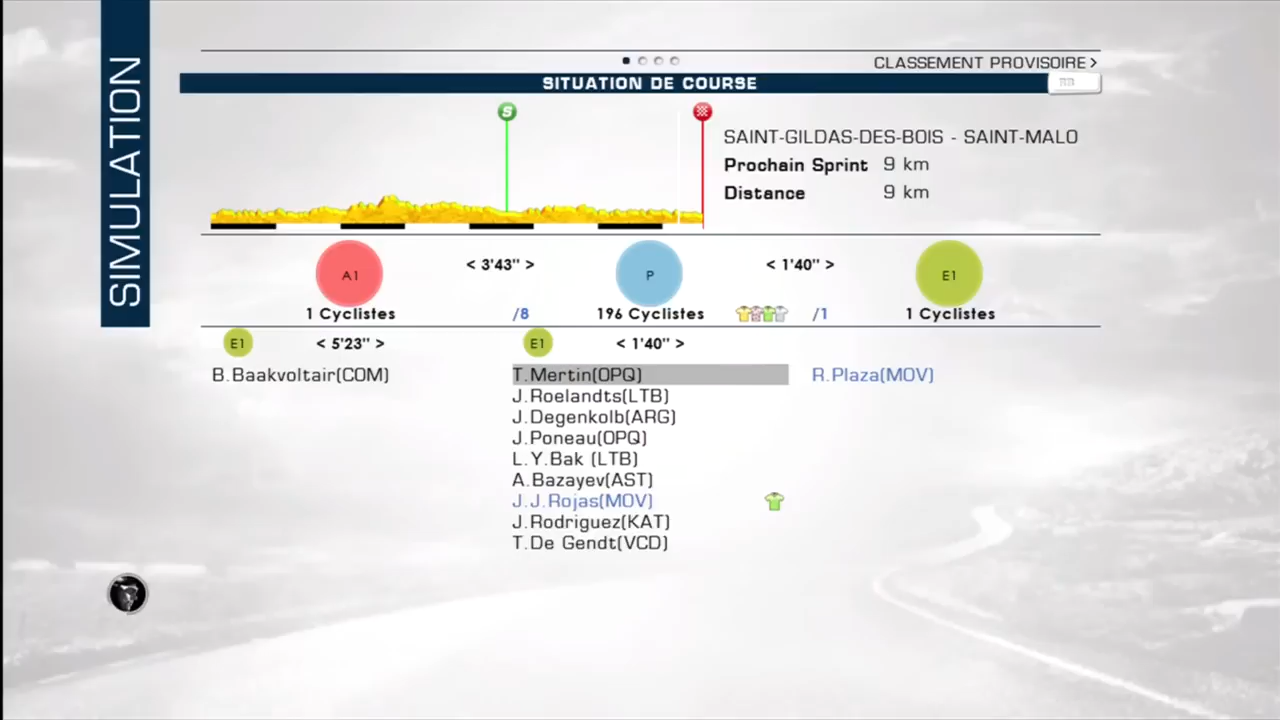 SIMULATION
CLASSEMENT PROVISOIRE >
SITUATION DE COURSE
S
SAINT-GILDAS-DES-BOIS - SAINT-MALO
Prochain Sprint 9 km
Distance 9 km
A1 < 3'43" > P < 1'40" > E1
1 Cyclistes /8 196 Cyclistes /1 1 Cyclistes
E1 < 5'23" > E1 < 1'40" >
B.Baakvoltair(COM) T.Mertin(OPQ) R.Plaza(MOV)
J.Roelandts(LTB)
J.Degenkolb(ARG)
J.Poneau(OPQ)
L.Y.Bak (LTB)
A.Bazayev(AST)
J.J.Rojas(MOV)
J.Rodriguez(KAT)
T.De Gendt(VCD)